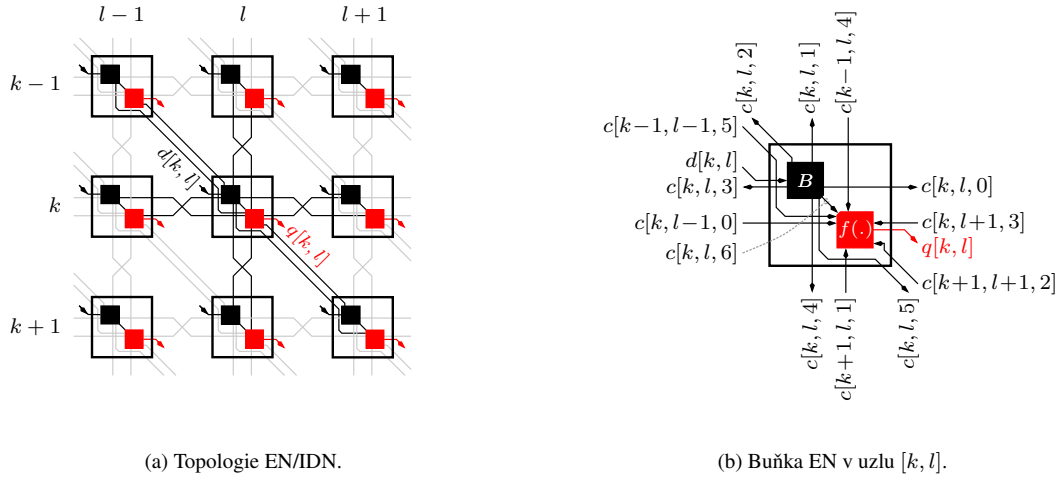 l − 1 l l + 1
k − 1
k
k + 1
d[k, l]
q[k, l]
c[k, l, 2]
c[k, l, 1]
c[k−1, l, 4]
c[k−1, l−1, 5]
d[k, l]
B
c[k, l, 3]
c[k, l, 0]
c[k, l−1, 0]
f(.)
c[k, l+1, 3]
q[k, l]
c[k, l, 6]
c[k+1, l+1, 2]
c[k, l, 4]
c[k+1, l, 1]
c[k, l, 5]
(a) Topologie EN/IDN.
(b) Buňka EN v uzlu [k, l].